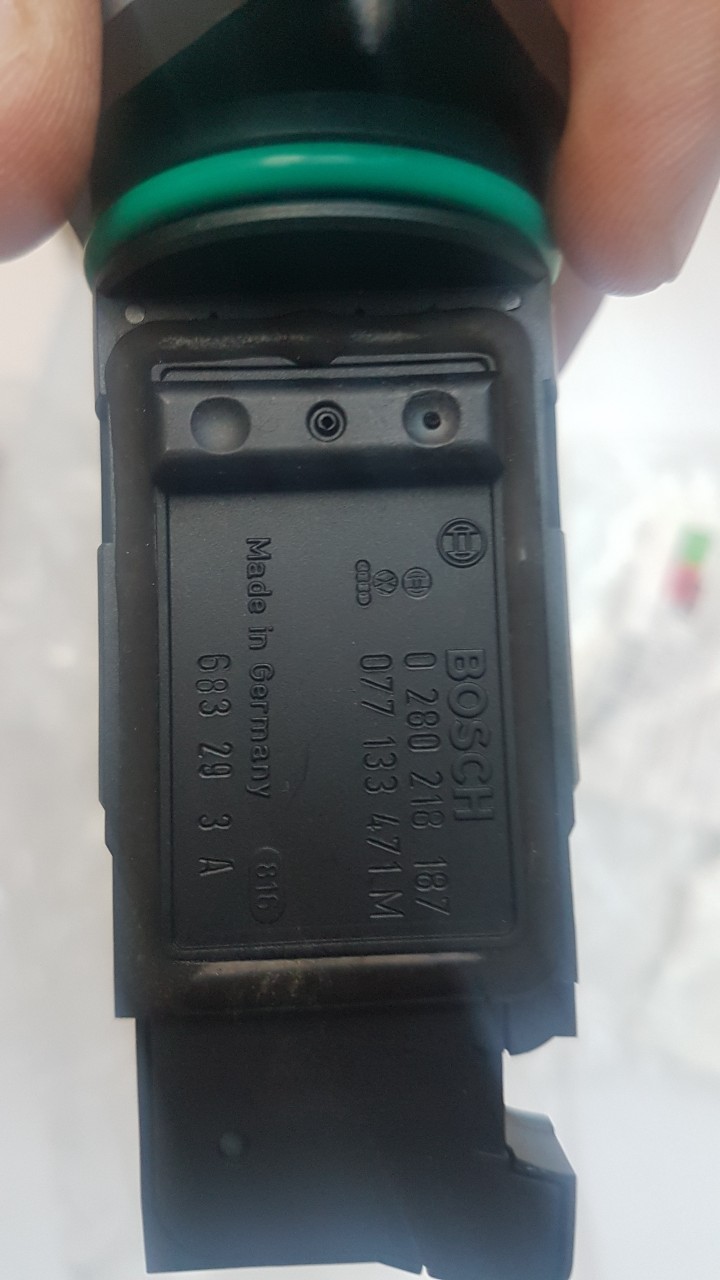 BOSCH
0 280 218 187
077 133 471 M
Made in Germany
816
683 29 3 A